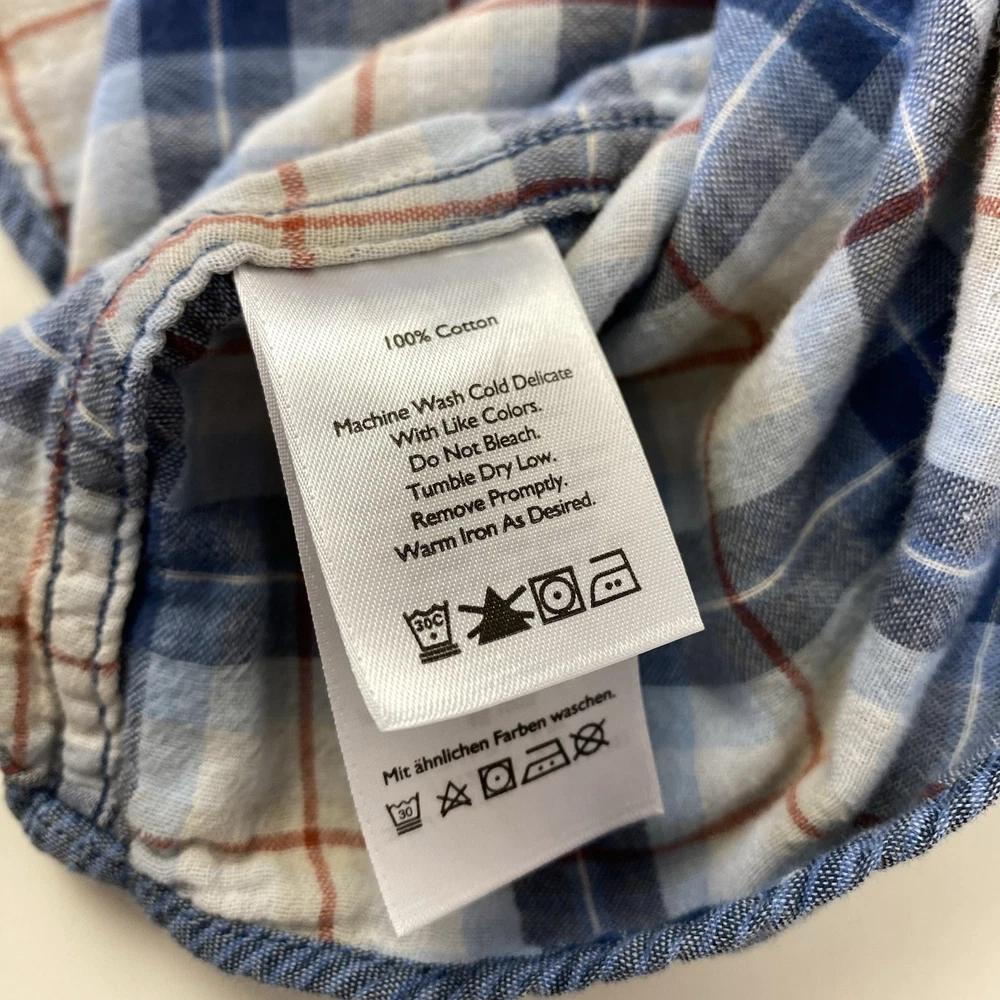 100% Cotton
Machine Wash Cold Delicate
With Like Colors.
Do Not Bleach.
Tumble Dry Low.
Remove Promptly.
Warm Iron As Desired.
30C
Mit ähnlichen Farben waschen.
30